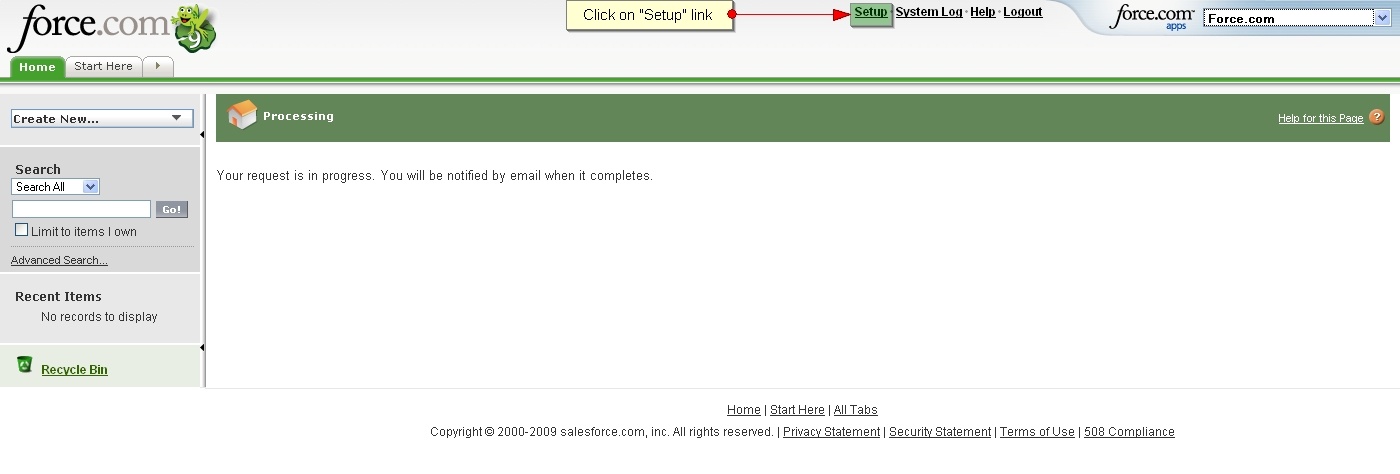 force.com 9
Click on "Setup" link
Setup · System Log · Help · Logout
force.com™ apps
Force.com
Home
Start Here
Create New...
Processing
Help for this Page ?
Search
Search All
Go!
Limit to items I own
Advanced Search...
Your request is in progress. You will be notified by email when it completes.
Recent Items
No records to display
Recycle Bin
Home | Start Here | All Tabs
Copyright © 2000-2009 salesforce.com, inc. All rights reserved. | Privacy Statement | Security Statement | Terms of Use | 508 Compliance